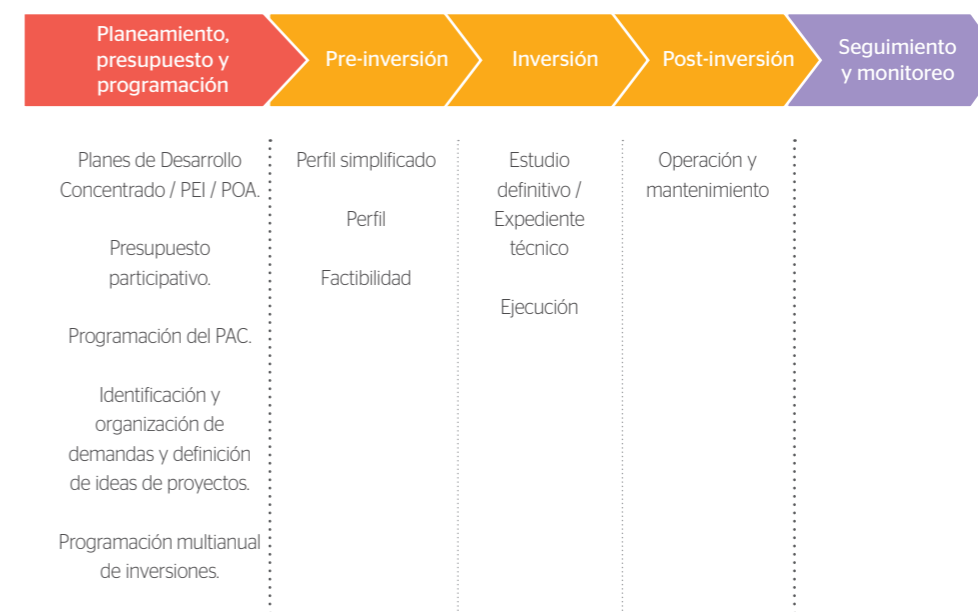 Planeamiento,
presupuesto y
programación
Pre-inversión
Inversión
Post-inversión
Seguimiento
y monitoreo
Planes de Desarrollo
Concentrado / PEI / POA.
Presupuesto
participativo.
Programación del PAC.
Identificación y
organización de
demandas y definición
de ideas de proyectos.
Programación multianual
de inversiones.
Perfil simplificado
Perfil
Factibilidad
Estudio
definitivo /
Expediente
técnico
Ejecución
Operación y
mantenimiento